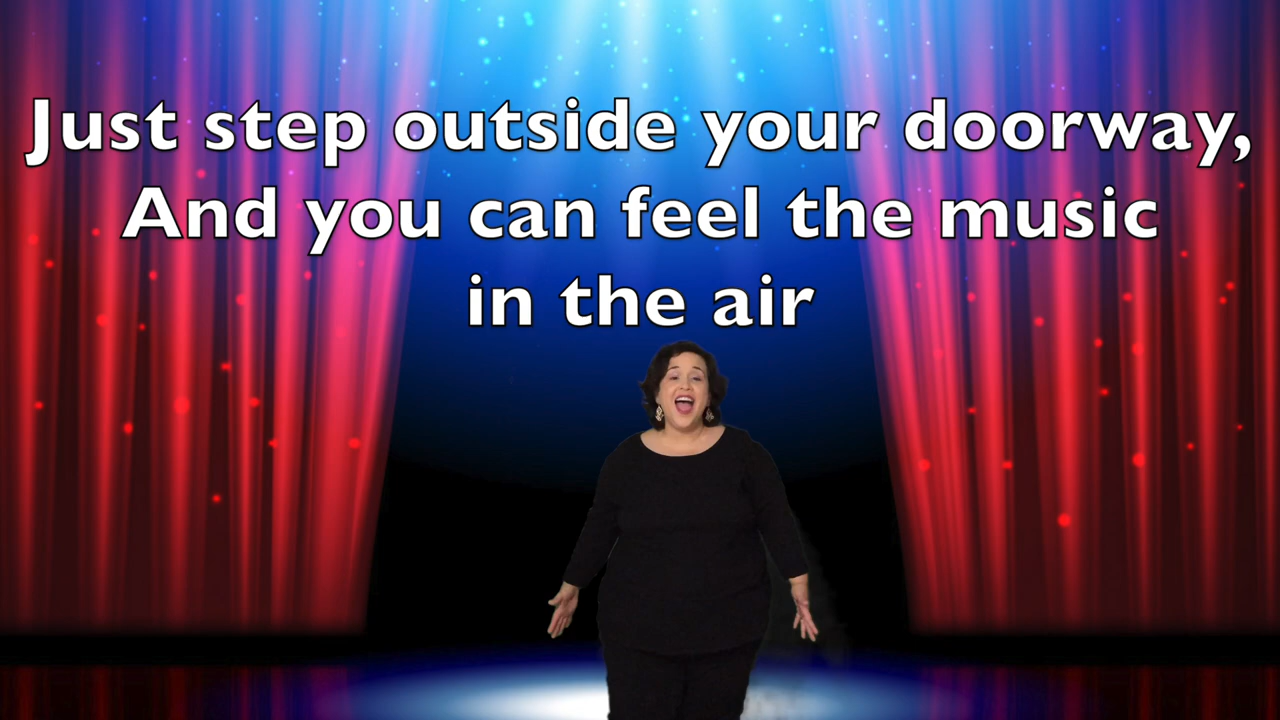 Just step outside your doorway,
And you can feel the music
in the air